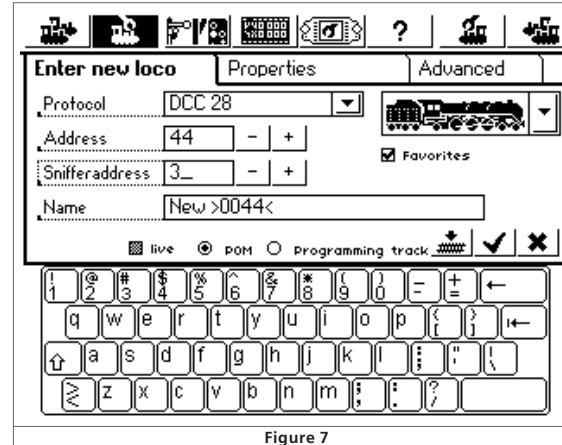 ?
Enter new loco Properties Advanced
Protocol DCC 28
Address 44 - +
Favorites
Snifferaddress 3_ - +
Name New >0044<
live POM Programming track
! 1 @ 2 # 3 $ 4 % 5 ^ 6 & 7 * 8 ( 9 ) 0 _ - + = ←
q w e r t y u i o p { [ } ] I←
a s d f g h j k l " ' | \
> < z x c v b n m ; , : . ? /
Figure 7